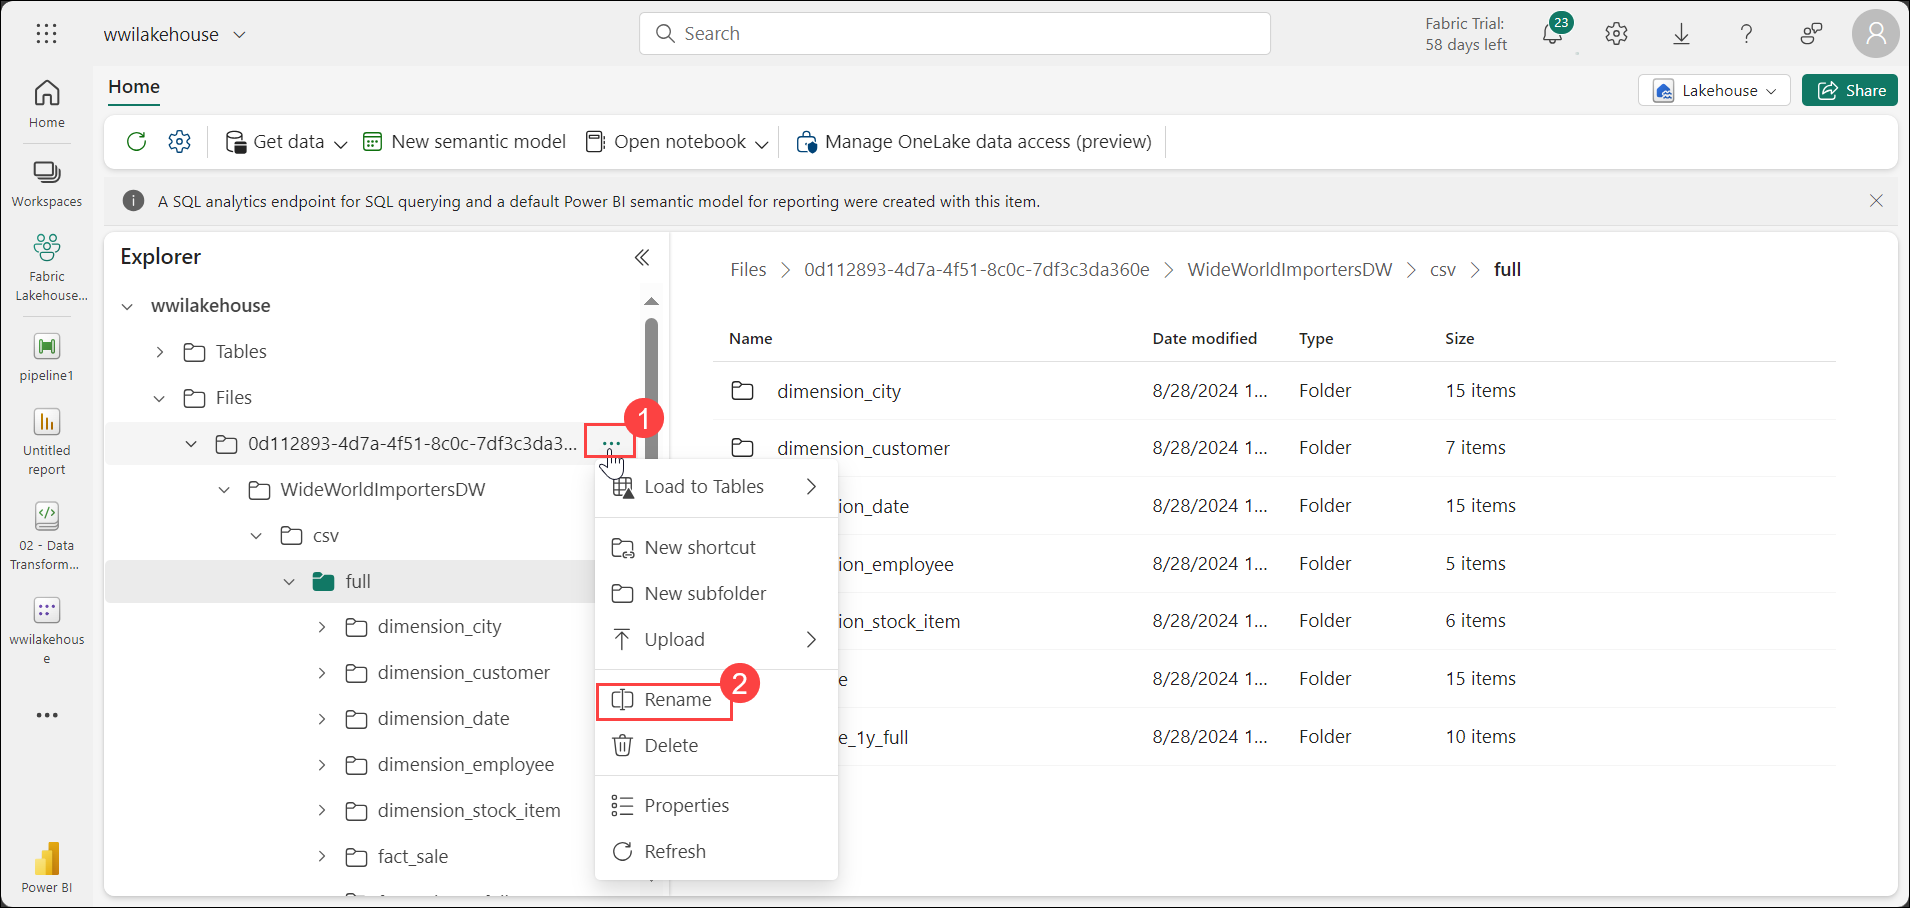 wwilakehouse
Search
Fabric Trial:
58 days left
23
Home
Lakehouse
Share
Get data
New semantic model
Open notebook
Manage OneLake data access (preview)
A SQL analytics endpoint for SQL querying and a default Power BI semantic model for reporting were created with this item.
Home
Workspaces
Fabric
Lakehouse...
pipeline1
Untitled
report
02 - Data
Transform...
wwilakehous
e
Power BI
Explorer
wwilakehouse
Tables
Files
0d112893-4d7a-4f51-8c0c-7df3c3da3...
1
WideWorldImportersDW
csv
full
dimension_city
dimension_customer
dimension_date
dimension_employee
dimension_stock_item
fact_sale
Load to Tables
New shortcut
New subfolder
Upload
Rename
2
Delete
Properties
Refresh
Files > 0d112893-4d7a-4f51-8c0c-7df3c3da360e > WideWorldImportersDW > csv > full
Name Date modified Type Size
dimension_city 8/28/2024 1... Folder 15 items
dimension_customer 8/28/2024 1... Folder 7 items
ion_date 8/28/2024 1... Folder 15 items
ion_employee 8/28/2024 1... Folder 5 items
ion_stock_item 8/28/2024 1... Folder 6 items
e 8/28/2024 1... Folder 15 items
e_1y_full 8/28/2024 1... Folder 10 items